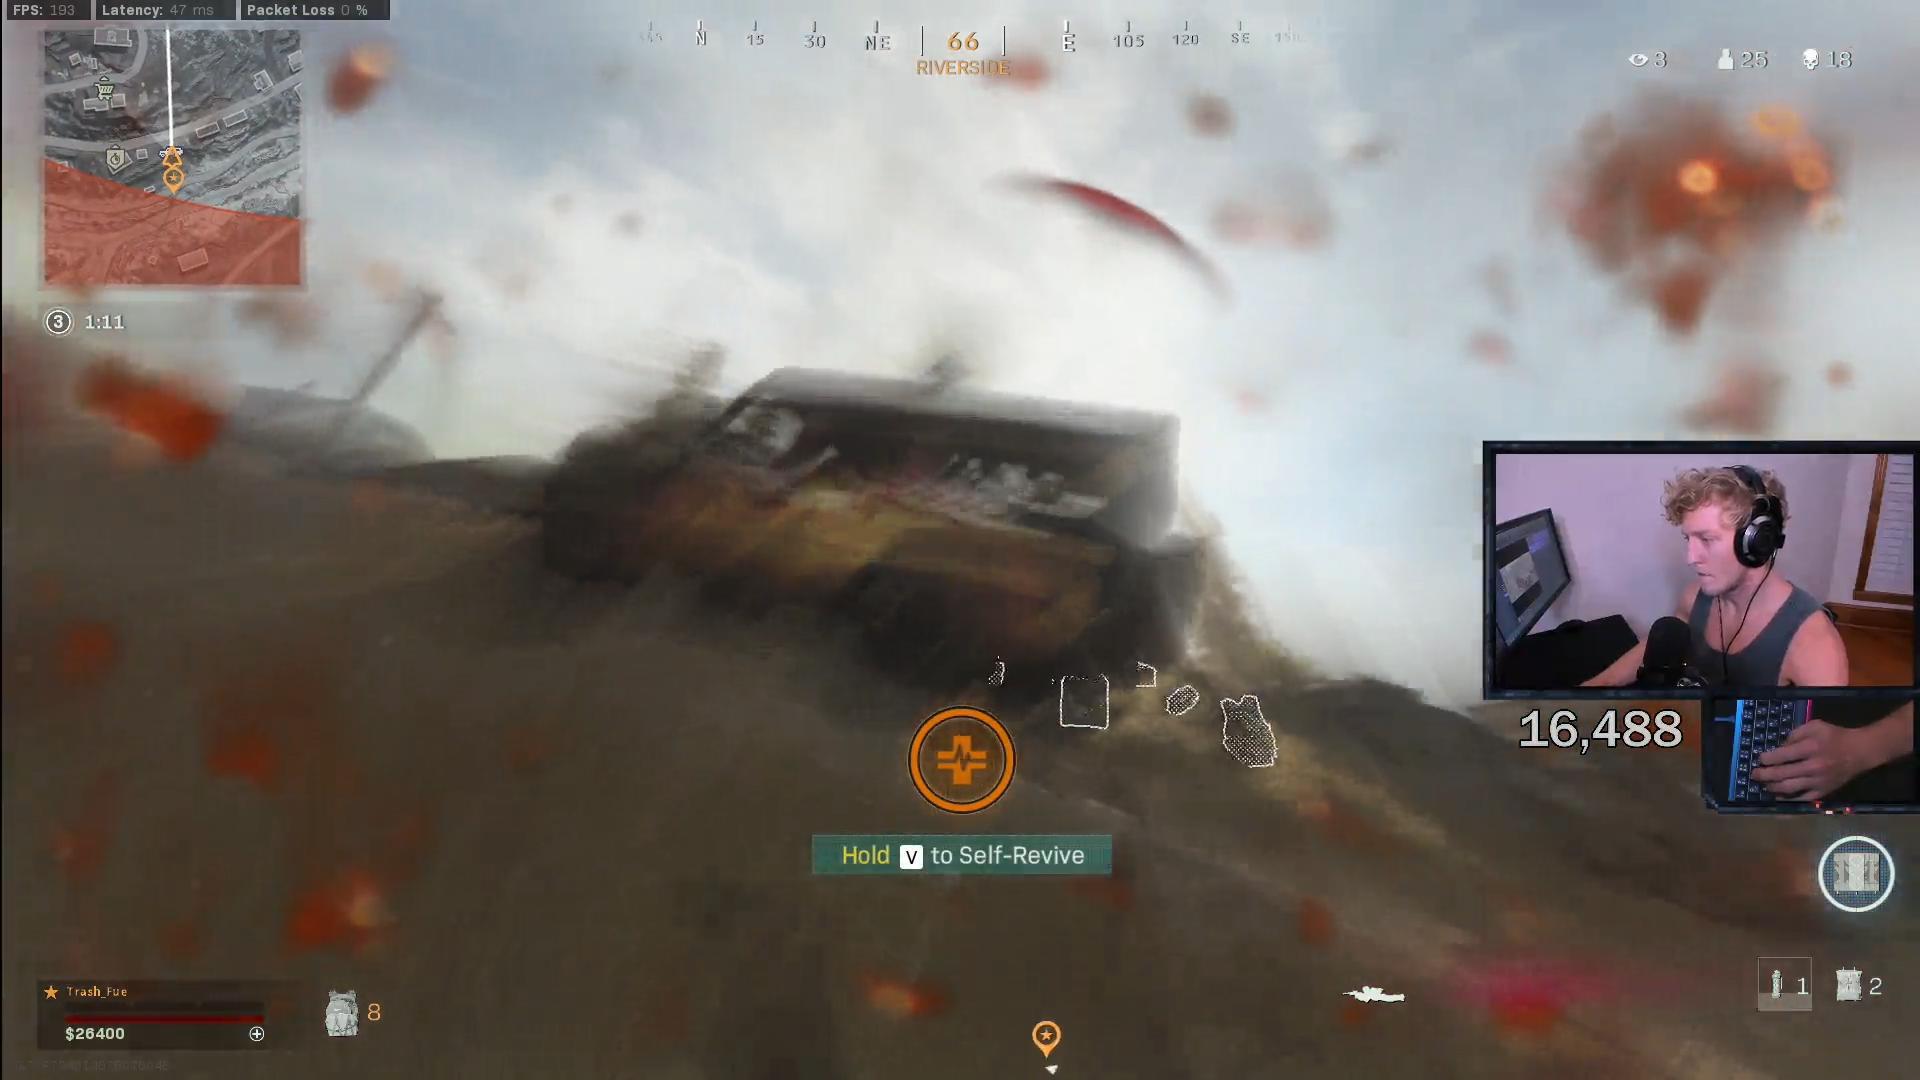 FPS: 193 Latency: 47 ms Packet Loss 0 %
N 15 30 NE 66 E 105 120 SE
RIVERSIDE
3 25 18
3 1:11
16,488
Hold V to Self-Revive
Trash_Fue
$26400
8
1 2